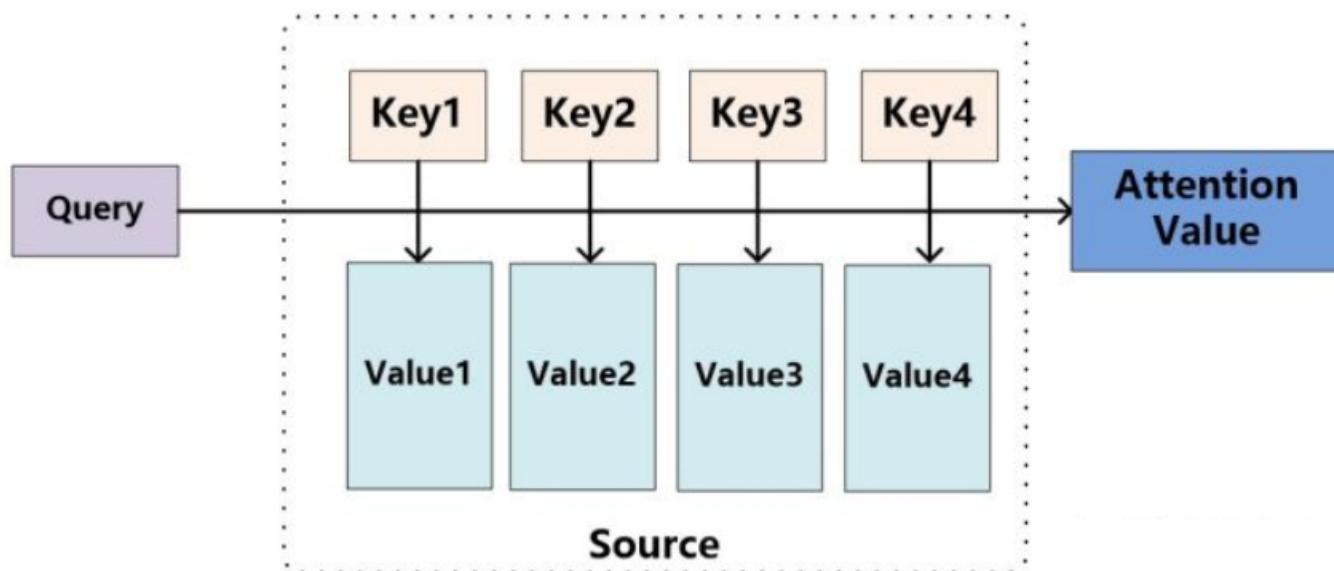 Key1 Key2 Key3 Key4
Query
Attention
Value
Value1 Value2 Value3 Value4
Source